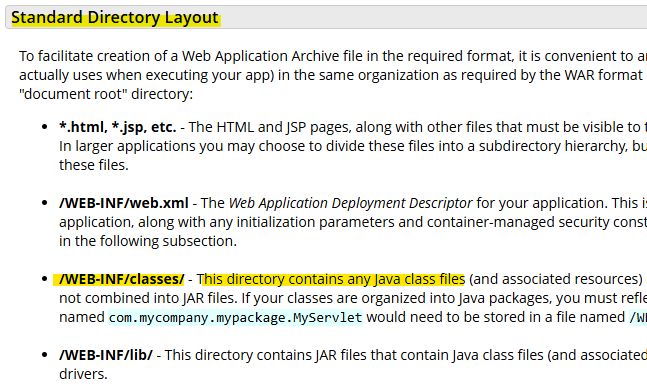 Standard Directory Layout
To facilitate creation of a Web Application Archive file in the required format, it is convenient to
actually uses when executing your app) in the same organization as required by the WAR format
"document root" directory:
• *.html, *.jsp, etc. - The HTML and JSP pages, along with other files that must be visible to
In larger applications you may choose to divide these files into a subdirectory hierarchy,
these files.
• /WEB-INF/web.xml - The Web Application Deployment Descriptor for your application. This
application, along with any initialization parameters and container-managed security
in the following subsection.
• /WEB-INF/classes/ - This directory contains any Java class files (and associated resources)
not combined into JAR files. If your classes are organized into Java packages, you must
named com.mycompany.mypackage.MyServlet would need to be stored in a file named
• /WEB-INF/lib/ - This directory contains JAR files that contain Java class files (and associated
drivers.